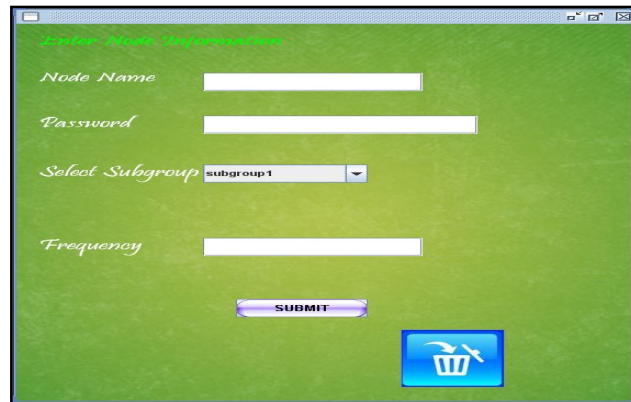 Enter Node Information
Node Name
Password
Select Subgroup subgroup1
Frequency
SUBMIT